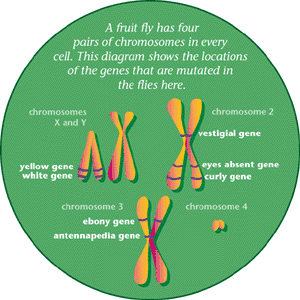 A fruit fly has four
pairs of chromosomes in every
cell. This diagram shows the locations
of the genes that are mutated in
the flies here.
chromosomes
X and Y
yellow gene
white gene
chromosome 2
vestigial gene
eyes absent gene
curly gene
chromosome 3
ebony gene
antennapedia gene
chromosome 4